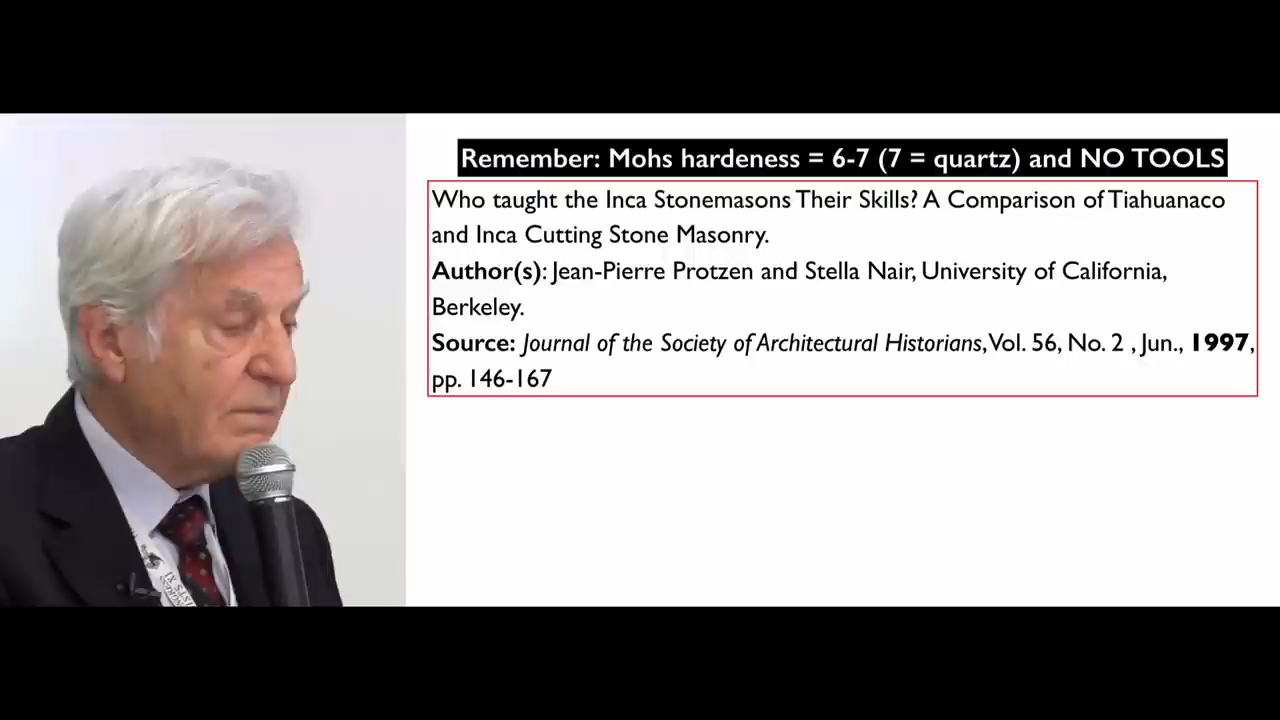 Remember: Mohs hardeness = 6-7 (7 = quartz) and NO TOOLS
Who taught the Inca Stonemasons Their Skills? A Comparison of Tiahuanaco
and Inca Cutting Stone Masonry.
Author(s): Jean-Pierre Protzen and Stella Nair, University of California,
Berkeley.
Source: Journal of the Society of Architectural Historians, Vol. 56, No. 2 , Jun., 1997,
pp. 146-167